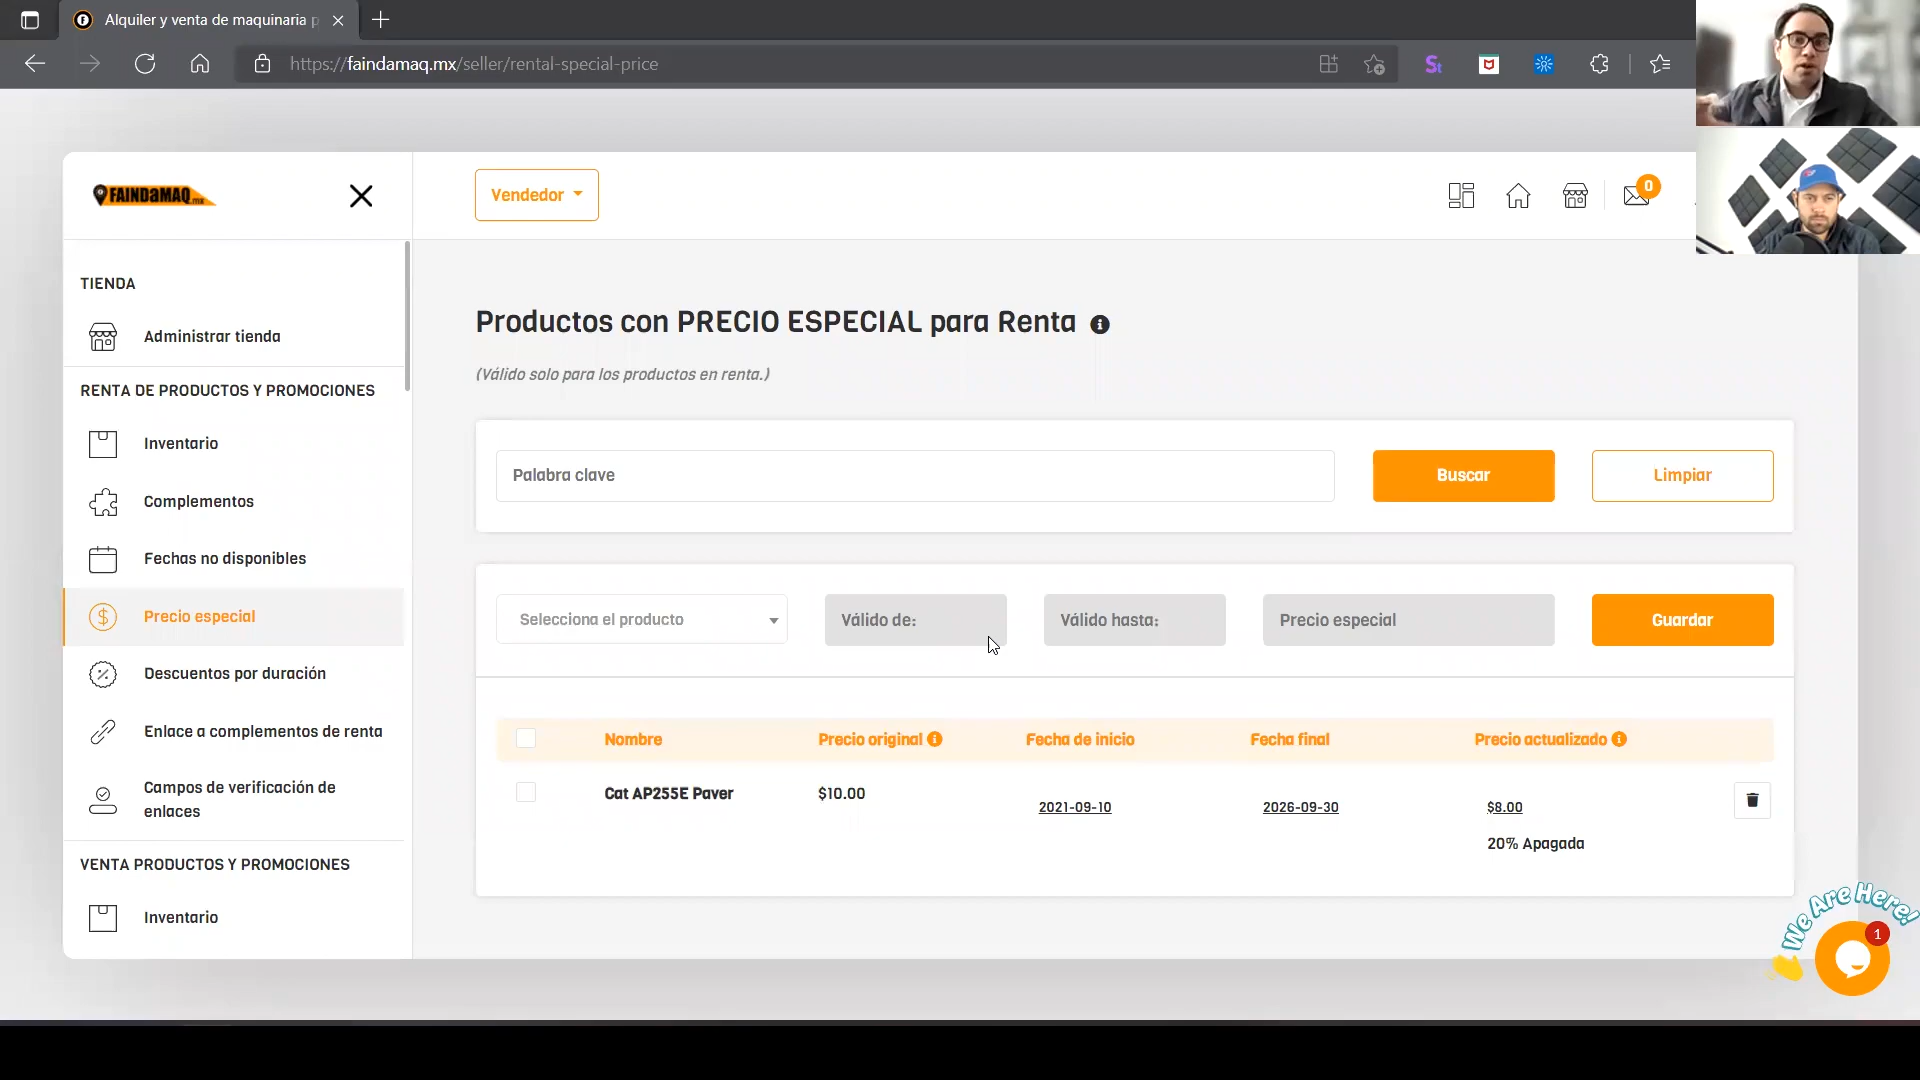 Alquiler y venta de maquinaria p
https://faindamaq.mx/seller/rental-special-price
FAINDAMAQ.mx
Vendedor
0
TIENDA
Administrar tienda
RENTA DE PRODUCTOS Y PROMOCIONES
Inventario
Complementos
Fechas no disponibles
Precio especial
Descuentos por duración
Enlace a complementos de renta
Campos de verificación de
enlaces
VENTA PRODUCTOS Y PROMOCIONES
Inventario
Productos con PRECIO ESPECIAL para Renta
(Válido solo para los productos en renta.)
Palabra clave
Buscar
Limpiar
Selecciona el producto
Válido de:
Válido hasta:
Precio especial
Guardar
Nombre
Precio original
Fecha de inicio
Fecha final
Precio actualizado
Cat AP255E Paver
$10.00
2021-09-10
2026-09-30
$8.00
20% Apagada
We Are Here!
1